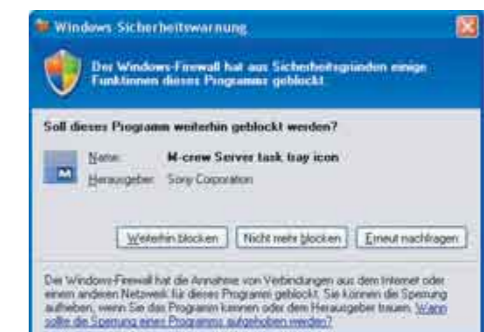 Windows-Sicherheitswarnung
Der Windows-Firewall hat aus Sicherheitsgründen einige
Funktionen dieses Programms geblockt
Soll dieses Programm weiterhin geblockt werden?
Name: M-crew Server task tray icon
Herausgeber: Sony Corporation
Weiterhin blocken Nicht mehr blocken Erneut nachfragen
Der Windows-Firewall hat die Annahme von Verbindungen aus dem Internet oder
einem anderen Netzwerk für dieses Programm geblockt. Sie können die Sperrung
aufheben, wenn Sie das Programm kennen oder dem Herausgeber trauen. Wann
sollte die Sperrung eines Programms aufgehoben werden?